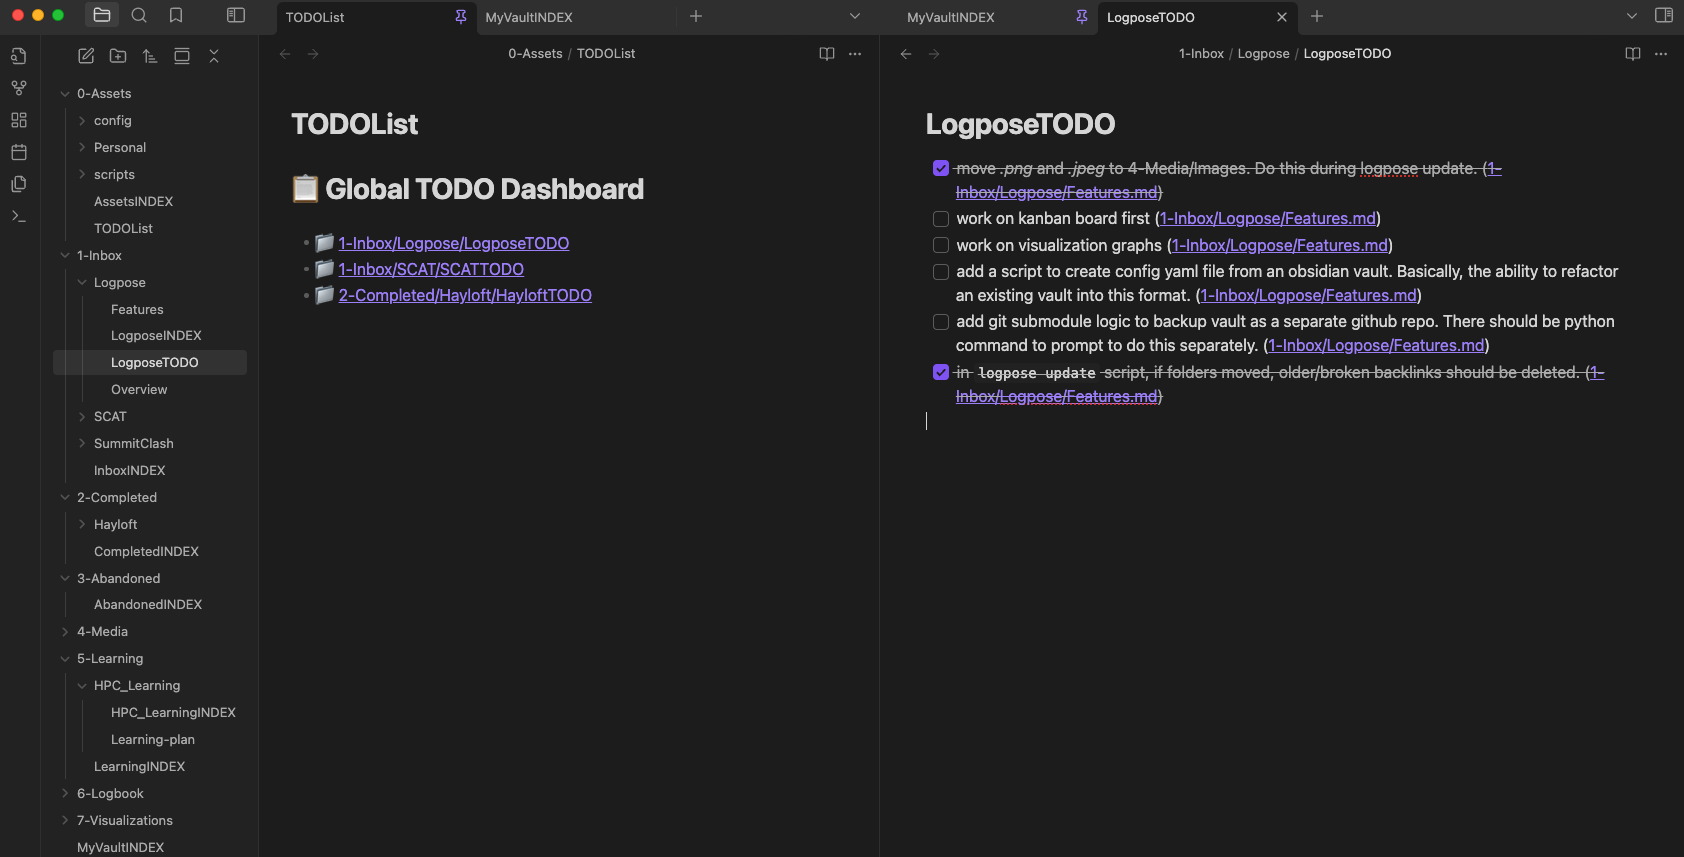 TODOList
MyVaultINDEX
MyVaultINDEX
LogposeTODO
0-Assets
config
Personal
scripts
AssetsINDEX
TODOList
1-Inbox
Logpose
Features
LogposeINDEX
LogposeTODO
Overview
SCAT
SummitClash
InboxINDEX
2-Completed
Hayloft
CompletedINDEX
3-Abandoned
AbandonedINDEX
4-Media
5-Learning
HPC_Learning
HPC_LearningINDEX
Learning-plan
LearningINDEX
6-Logbook
7-Visualizations
MyVaultINDEX
0-Assets / TODOList
TODOList
📋 Global TODO Dashboard
• 📁 1-Inbox/Logpose/LogposeTODO
• 📁 1-Inbox/SCAT/SCATTODO
• 📁 2-Completed/Hayloft/HayloftTODO
1-Inbox / Logpose / LogposeTODO
LogposeTODO
move .png and .jpeg to 4-Media/Images. Do this during logpose update. (1-
Inbox/Logpose/Features.md)
work on kanban board first (1-Inbox/Logpose/Features.md)
work on visualization graphs (1-Inbox/Logpose/Features.md)
add a script to create config yaml file from an obsidian vault. Basically, the ability to refactor
an existing vault into this format. (1-Inbox/Logpose/Features.md)
add git submodule logic to backup vault as a separate github repo. There should be python
command to prompt to do this separately. (1-Inbox/Logpose/Features.md)
in logpose update script, if folders moved, older/broken backlinks should be deleted. (1-
Inbox/Logpose/Features.md)